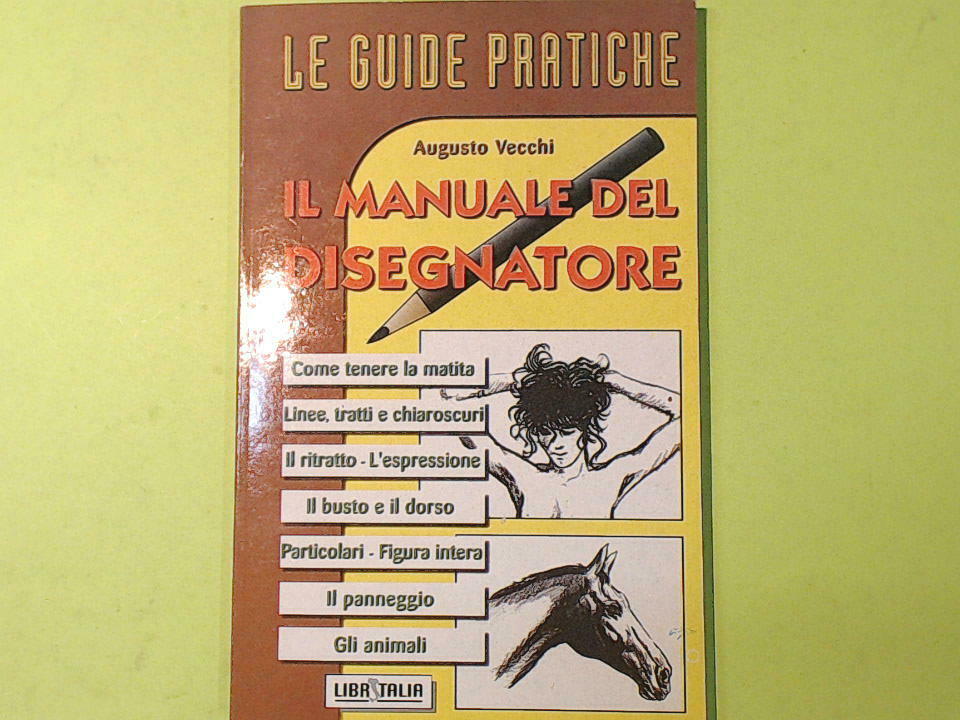 LE GUIDE PRATICHE
Augusto Vecchi
IL MANUALE DEL
DISEGNATORE
Come tenere la matita
Linee, tratti e chiaroscuri
Il ritratto - L'espressione
Il busto e il dorso
Particolari - Figura intera
Il panneggio
Gli animali
LIBRITALIA